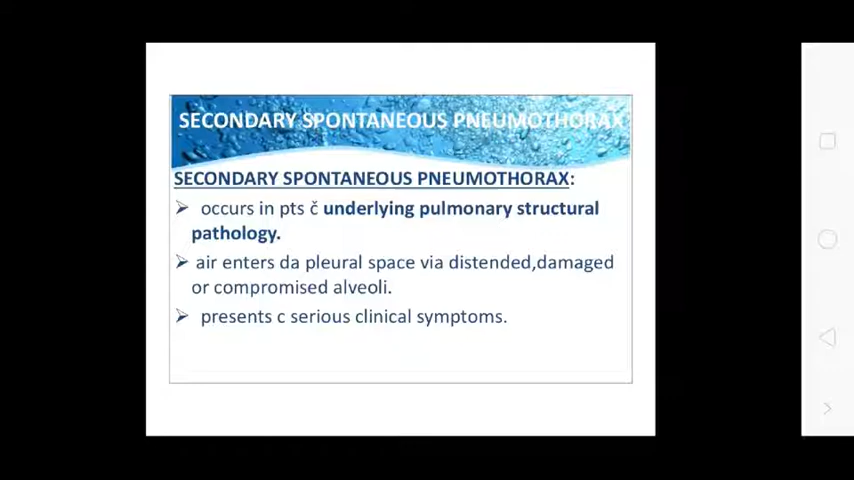 SECONDARY SPONTANEOUS PNEUMOTHORAX
SECONDARY SPONTANEOUS PNEUMOTHORAX:
occurs in pts č underlying pulmonary structural
pathology.
air enters da pleural space via distended,damaged
or compromised alveoli.
presents c serious clinical symptoms.